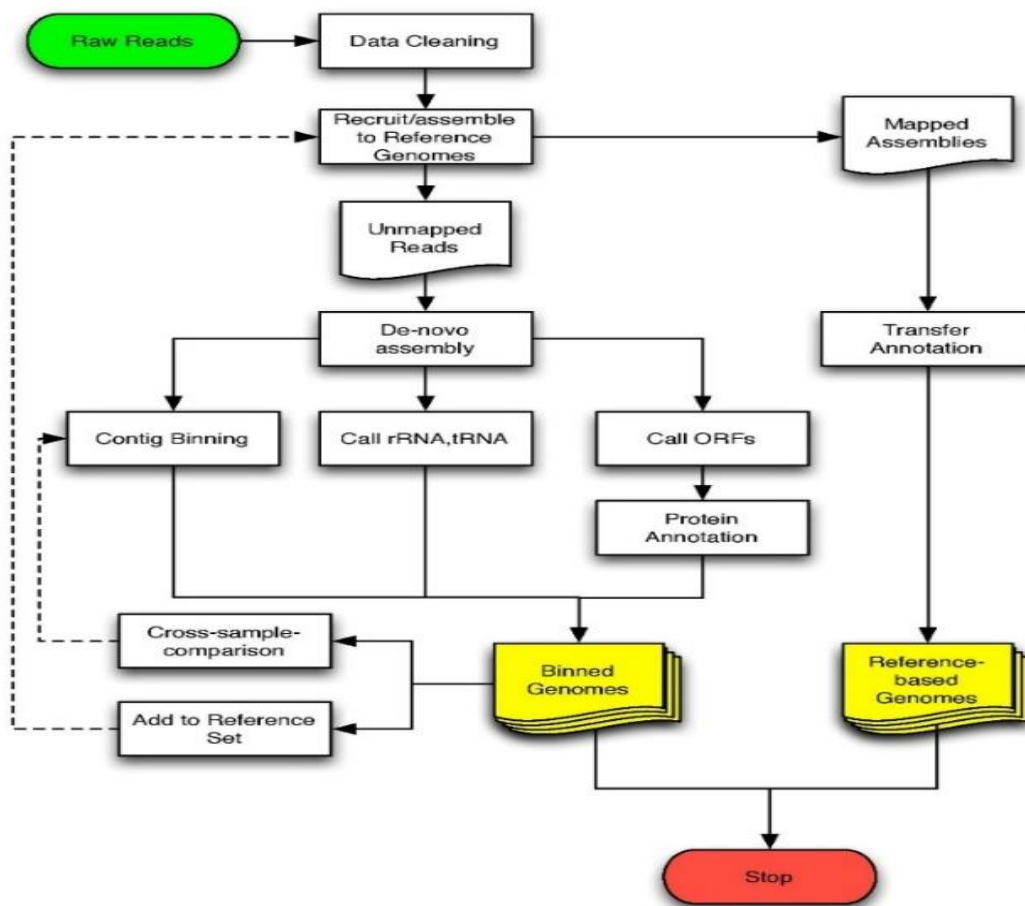 Raw Reads
Data Cleaning
Recruit/assemble
to Reference
Genomes
Mapped
Assemblies
Unmapped
Reads
De-novo
assembly
Transfer
Annotation
Contig Binning
Call rRNA,tRNA
Call ORFs
Protein
Annotation
Cross-sample-
comparison
Binned
Genomes
Reference-
based
Genomes
Add to Reference
Set
Stop